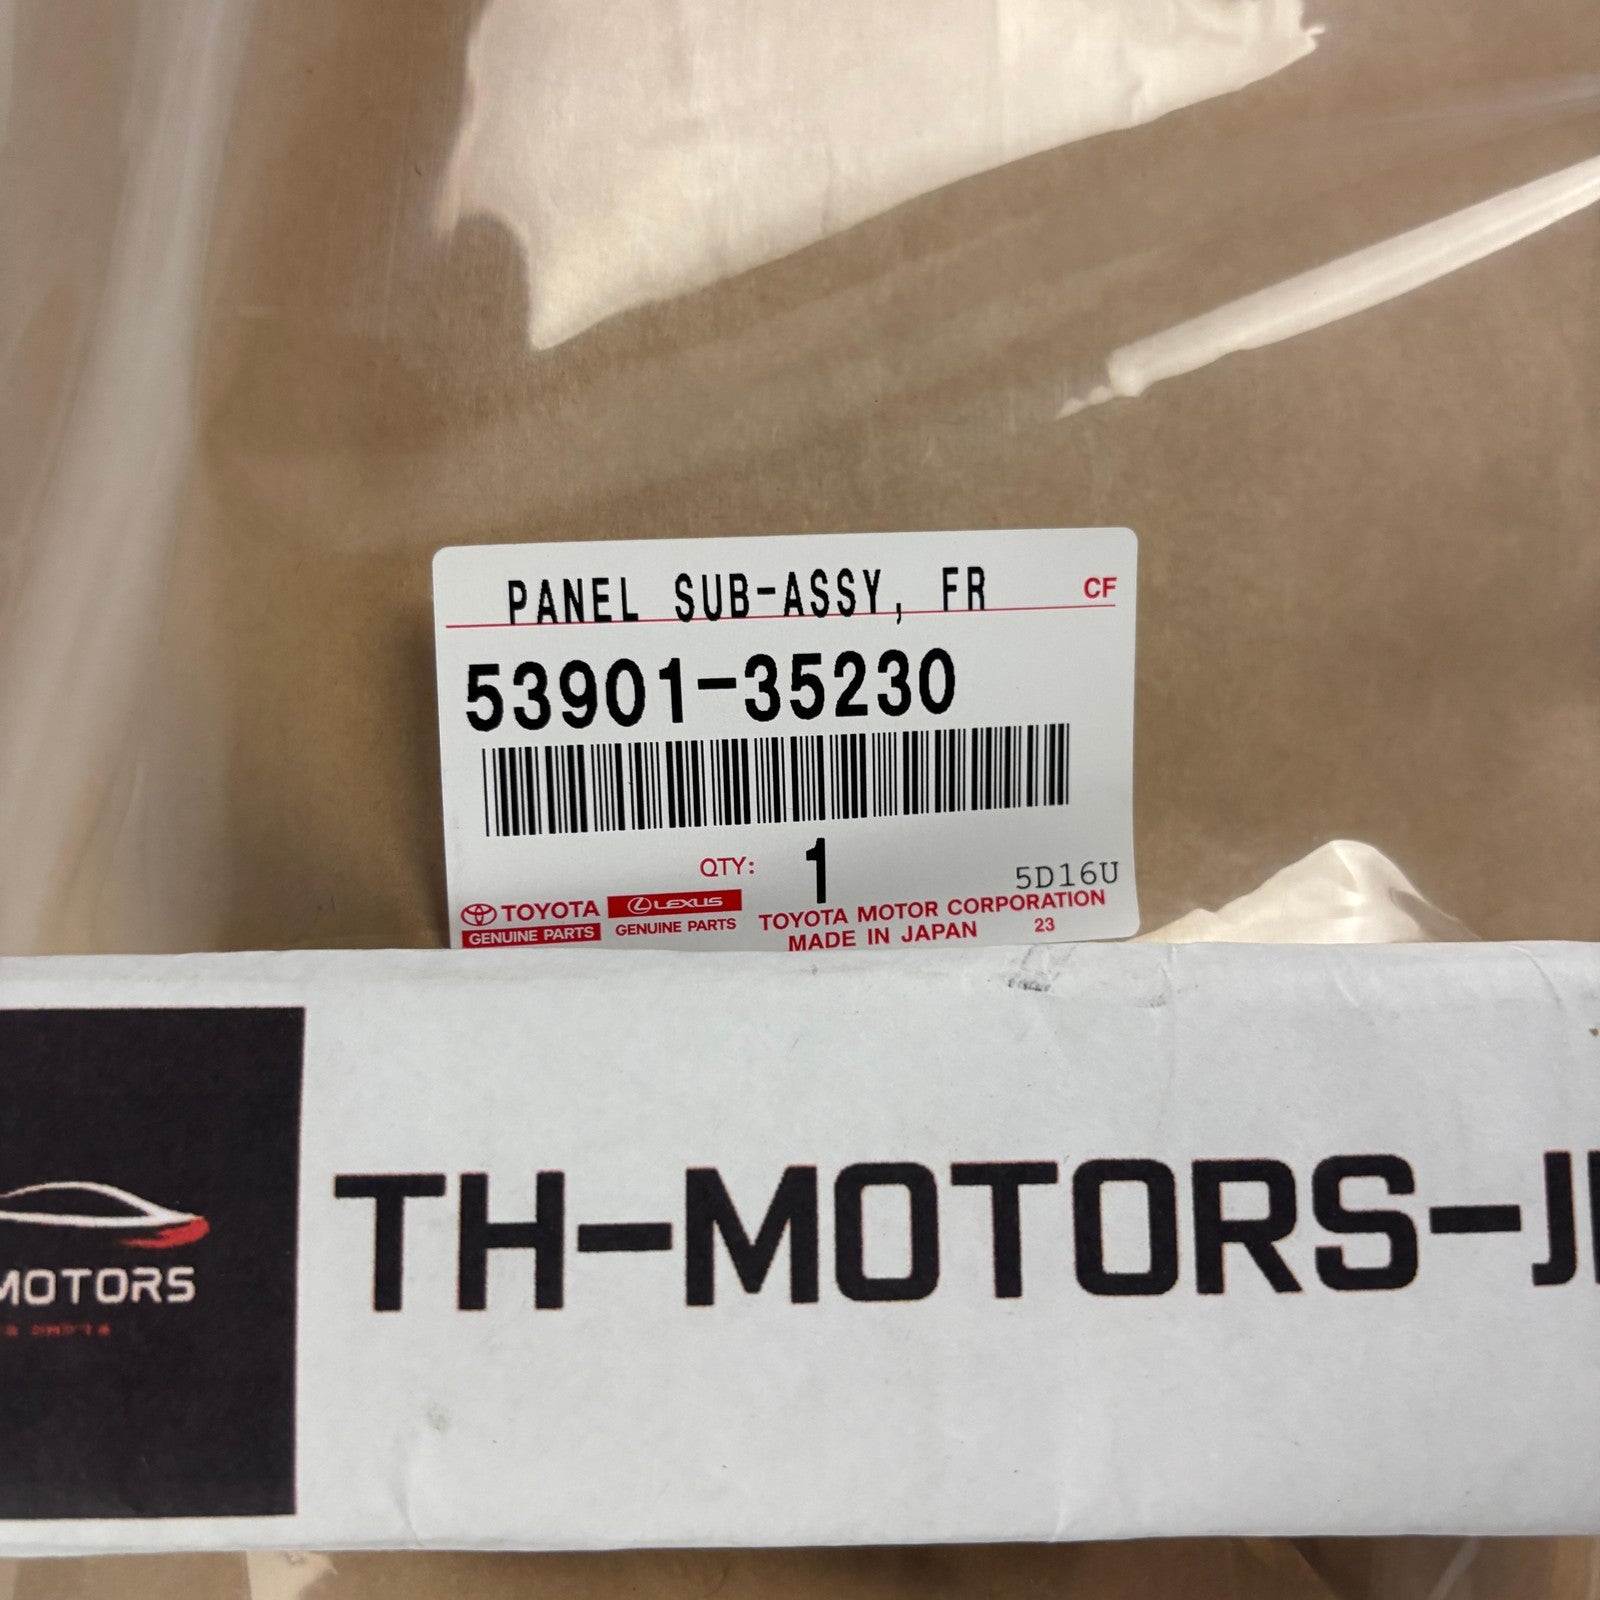 PANEL SUB-ASSY, FR CF
53901-35230
QTY: 1 5D16U
TOYOTA LEXUS TOYOTA MOTOR CORPORATION
GENUINE PARTS GENUINE PARTS MADE IN JAPAN 23
TH-MOTORS-J
MOTORS